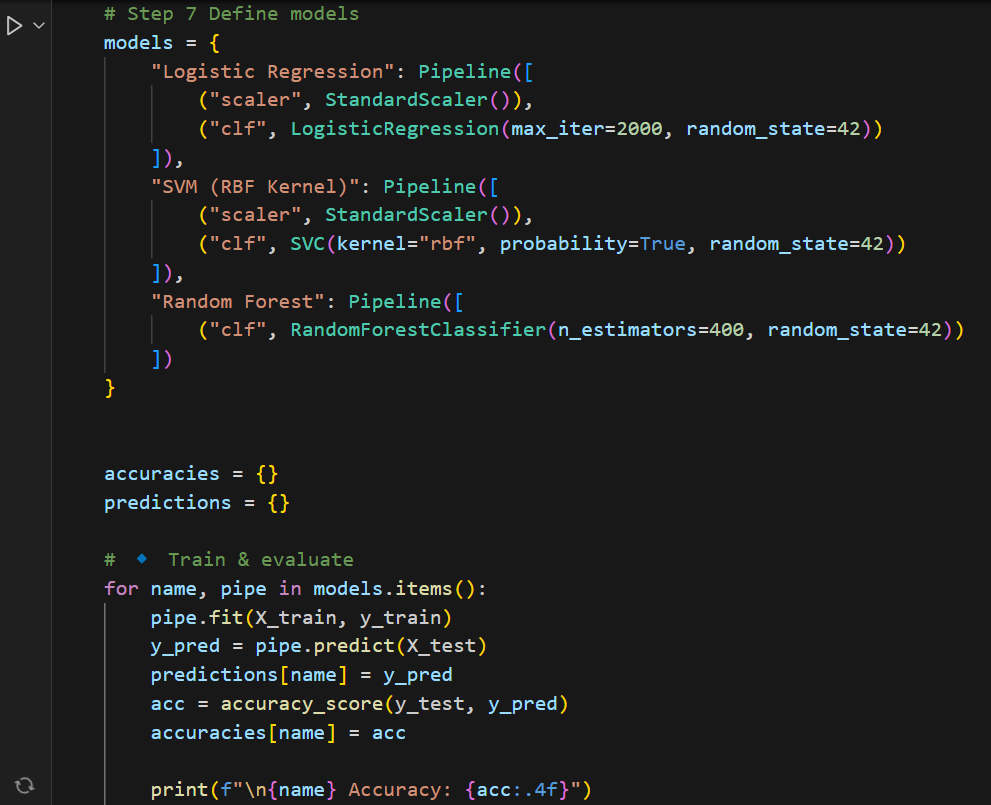 # Step 7 Define models
models = {
    "Logistic Regression": Pipeline([
        ("scaler", StandardScaler()),
        ("clf", LogisticRegression(max_iter=2000, random_state=42))
    ]),
    "SVM (RBF Kernel)": Pipeline([
        ("scaler", StandardScaler()),
        ("clf", SVC(kernel="rbf", probability=True, random_state=42))
    ]),
    "Random Forest": Pipeline([
        ("clf", RandomForestClassifier(n_estimators=400, random_state=42))
    ])
}
accuracies = {}
predictions = {}
# 🔹 Train & evaluate
for name, pipe in models.items():
    pipe.fit(X_train, y_train)
    y_pred = pipe.predict(X_test)
    predictions[name] = y_pred
    acc = accuracy_score(y_test, y_pred)
    accuracies[name] = acc
    print(f"\n{name} Accuracy: {acc:.4f}")